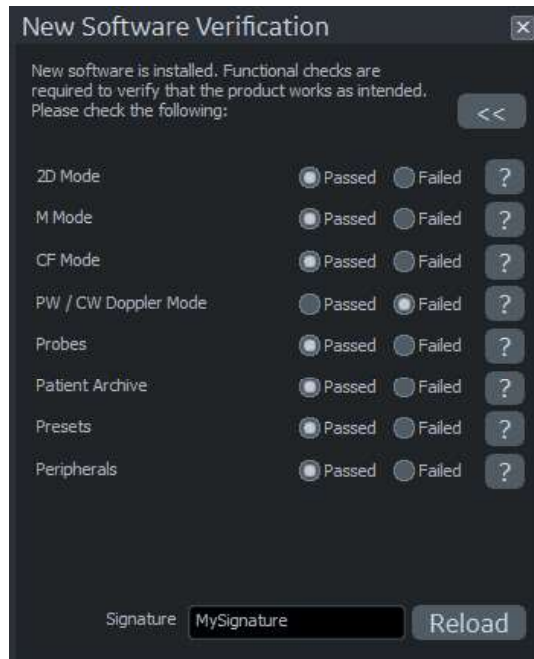 New Software Verification
New software is installed. Functional checks are
required to verify that the product works as intended.
Please check the following:
<<
2D Mode Passed Failed ?
M Mode Passed Failed ?
CF Mode Passed Failed ?
PW / CW Doppler Mode Passed Failed ?
Probes Passed Failed ?
Patient Archive Passed Failed ?
Presets Passed Failed ?
Peripherals Passed Failed ?
Signature MySignature Reload